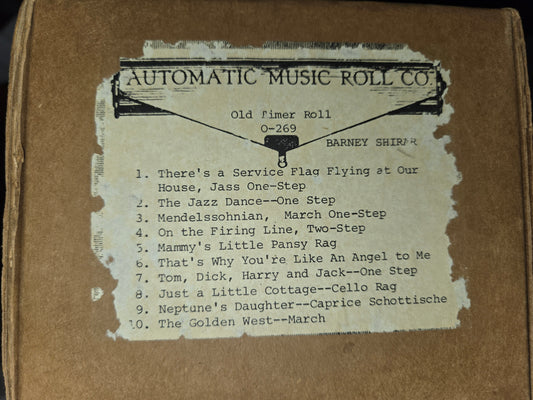 AUTOMATIC MUSIC ROLL CO.
Old Timer Roll
O-269
BARNEY SHIRAR
1. There's a Service Flag Flying at Our
House, Jass One-Step
2. The Jazz Dance--One Step
3. Mendelssohnian, March One-Step
4. On the Firing Line, Two-Step
5. Mammy's Little Pansy Rag
6. That's Why You're Like An Angel to Me
7. Tom, Dick, Harry and Jack--One Step
8. Just a Little Cottage--Cello Rag
9. Neptune's Daughter--Caprice Schottische
10. The Golden West--March